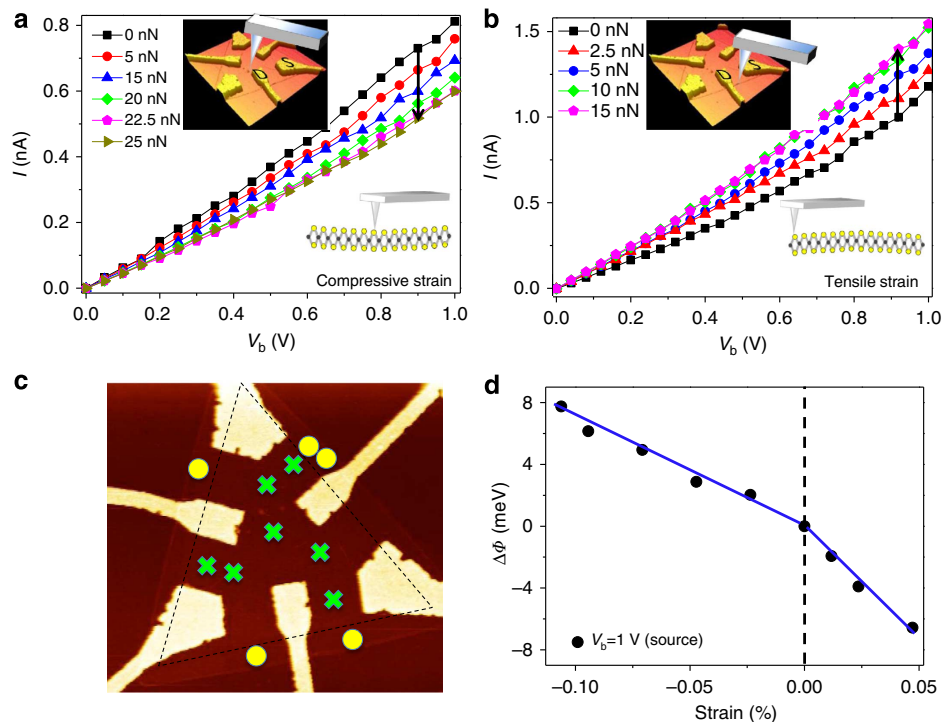 a
I (nA)
0.8
0.6
0.4
0.2
0.0
0 nN
5 nN
15 nN
20 nN
22.5 nN
25 nN
D S
Compressive strain
0.0 0.2 0.4 0.6 0.8 1.0
Vb (V)
b
I (nA)
1.5
1.0
0.5
0.0
0 nN
2.5 nN
5 nN
10 nN
15 nN
D S
Tensile strain
0.0 0.2 0.4 0.6 0.8 1.0
Vb (V)
c
d
ΔΦ (meV)
8
4
0
−4
−8
Vb=1 V (source)
−0.10 −0.05 0.00 0.05
Strain (%)